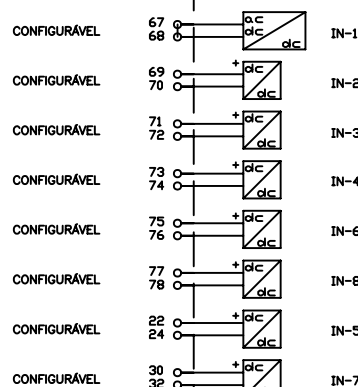 67 ac
CONFIGURÁVEL 68 dc dc IN-1
69 + dc
CONFIGURÁVEL 70 dc IN-2
71 + dc
CONFIGURÁVEL 72 dc IN-3
73 + dc
CONFIGURÁVEL 74 dc IN-4
75 + dc
CONFIGURÁVEL 76 dc IN-6
77 + dc
CONFIGURÁVEL 78 dc IN-8
22 + dc
CONFIGURÁVEL 24 dc IN-5
30 + dc
CONFIGURÁVEL 32 dc IN-7